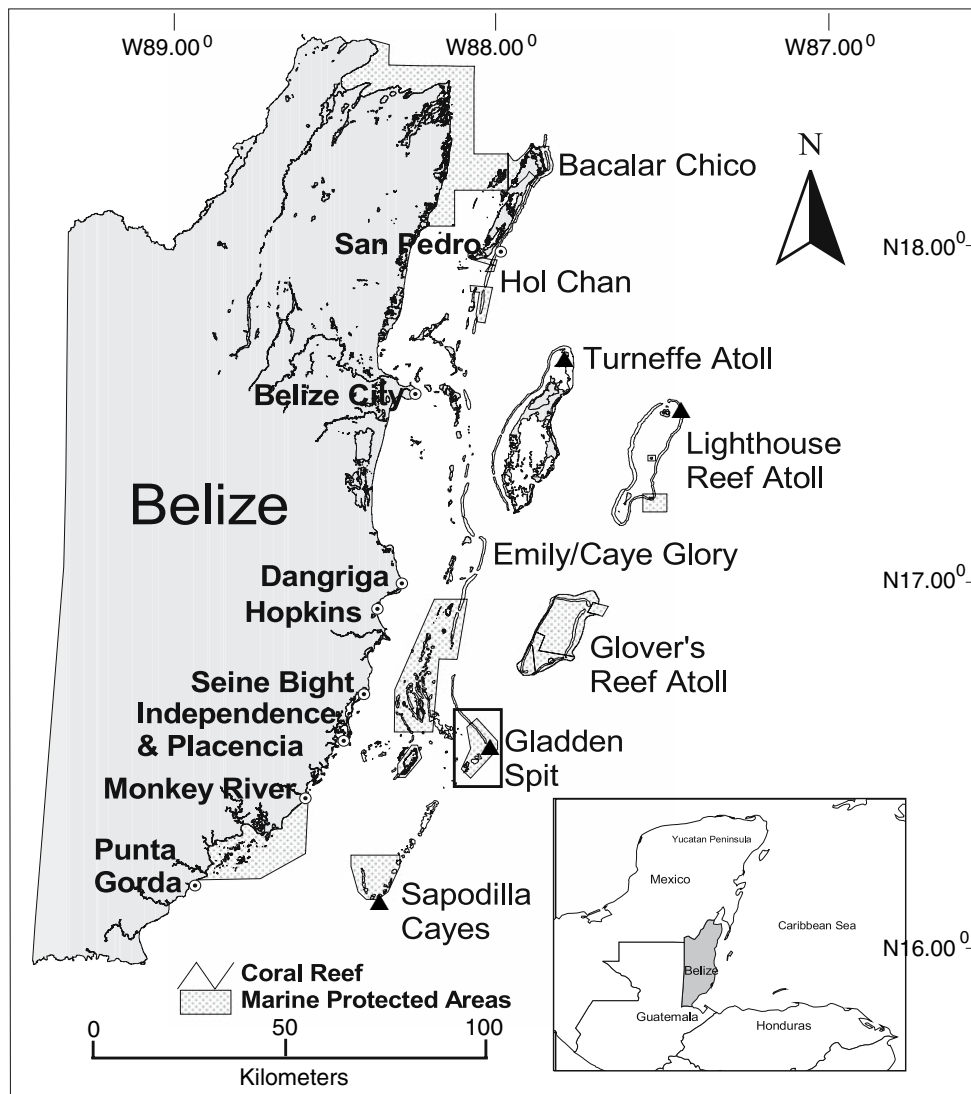 W89.00⁰
W88.00⁰
W87.00⁰
N
Bacalar Chico
San Pedro
N18.00⁰
Hol Chan
Turneffe Atoll
Belize City
Lighthouse
Reef Atoll
Belize
Emily/Caye Glory
Dangriga
N17.00⁰
Hopkins
Glover's
Reef Atoll
Seine Bight
Independence
& Placencia
Gladden
Spit
Monkey River
Punta
Gorda
Sapodilla
Cayes
Yucatan Peninsula
Mexico
Caribbean Sea
N16.00⁰
Belize
Guatemala
Honduras
Coral Reef
Marine Protected Areas
0 50 100
Kilometers